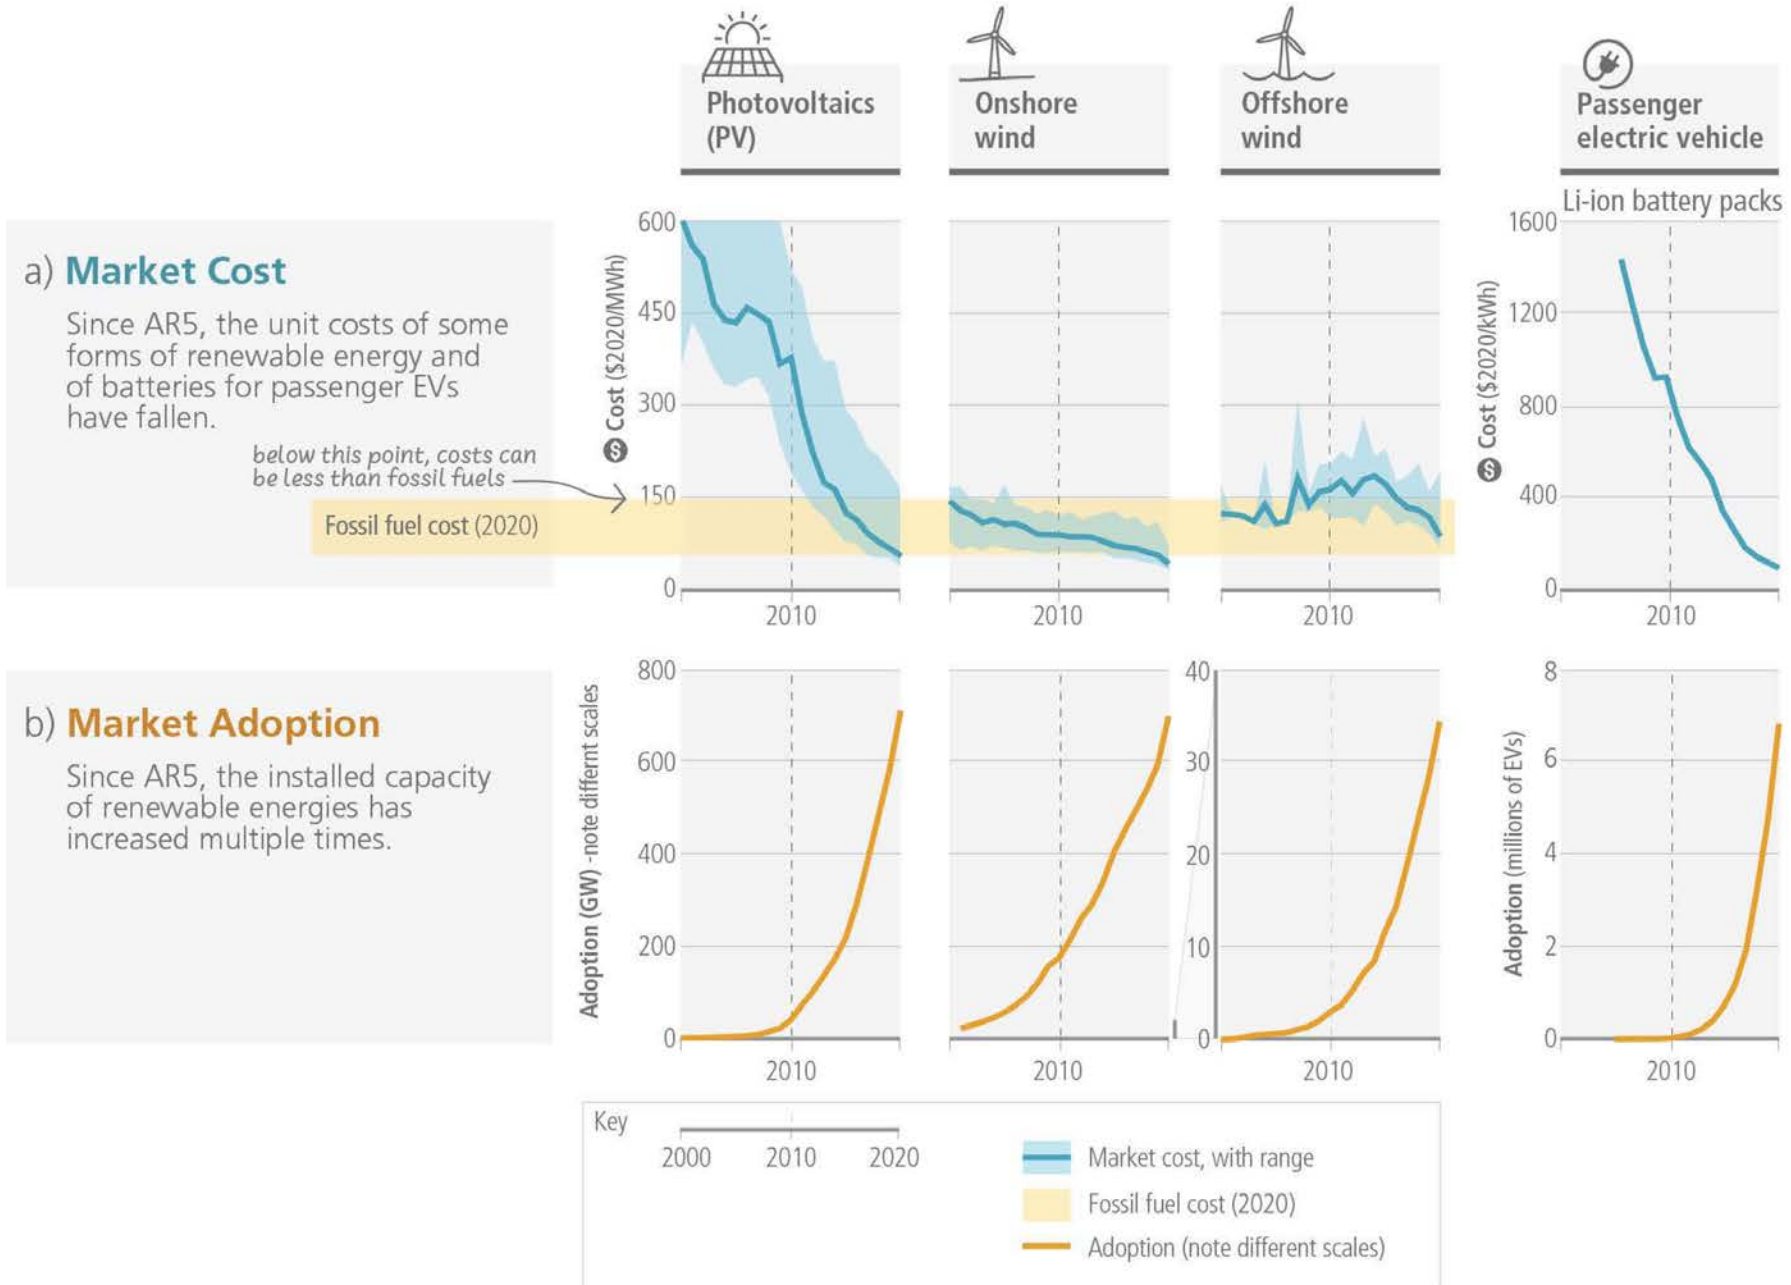 Photovoltaics
(PV)
Onshore
wind
Offshore
wind
Passenger
electric vehicle
a) Market Cost
Since AR5, the unit costs of some
forms of renewable energy and
of batteries for passenger EVs
have fallen.
below this point, costs can
be less than fossil fuels
Fossil fuel cost (2020)
$ Cost ($2020/MWh)
600
450
300
150
0
2010
2010
2010
Li-ion battery packs
$ Cost ($2020/kWh)
1600
1200
800
400
0
2010
b) Market Adoption
Since AR5, the installed capacity
of renewable energies has
increased multiple times.
Adoption (GW) -note differnt scales
800
600
400
200
0
2010
2010
40
30
20
10
0
2010
Adoption (millions of EVs)
8
6
4
2
0
2010
Key
2000 2010 2020
Market cost, with range
Fossil fuel cost (2020)
Adoption (note different scales)